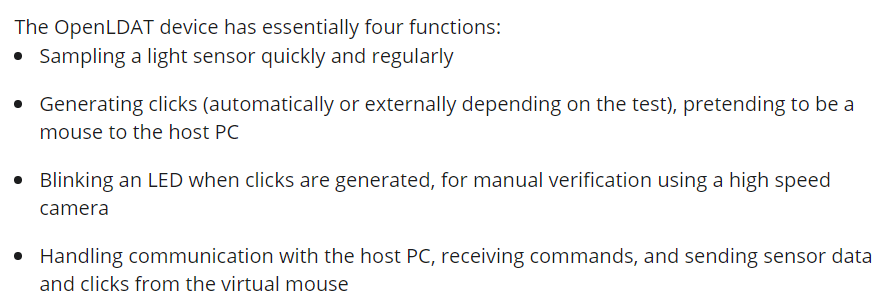 The OpenLDAT device has essentially four functions:
• Sampling a light sensor quickly and regularly
• Generating clicks (automatically or externally depending on the test), pretending to be a
mouse to the host PC
• Blinking an LED when clicks are generated, for manual verification using a high speed
camera
• Handling communication with the host PC, receiving commands, and sending sensor data
and clicks from the virtual mouse